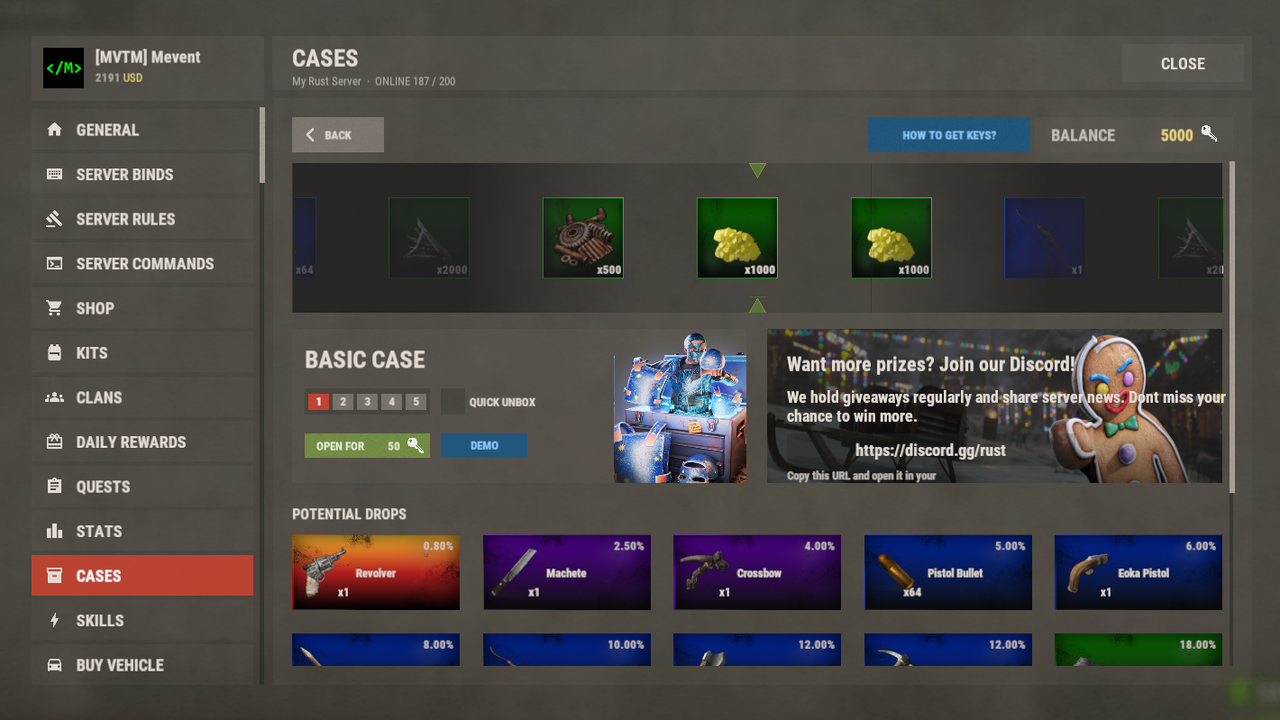 </M>
[MVTM] Mevent
2191 USD
GENERAL
SERVER BINDS
SERVER RULES
SERVER COMMANDS
SHOP
KITS
CLANS
DAILY REWARDS
QUESTS
STATS
CASES
SKILLS
BUY VEHICLE
CASES
My Rust Server · ONLINE 187 / 200
CLOSE
BACK
HOW TO GET KEYS?
BALANCE 5000
x64 x2000 x500 x1000 x1000 x1 x20
BASIC CASE
1 2 3 4 5 QUICK UNBOX
OPEN FOR 50 DEMO
Want more prizes? Join our Discord!
We hold giveaways regularly and share server news. Dont miss your
chance to win more.
https://discord.gg/rust
Copy this URL and open it in your
POTENTIAL DROPS
0.80% 2.50% 4.00% 5.00% 6.00%
Revolver Machete Crossbow Pistol Bullet Eoka Pistol
x1 x1 x1 x64 x1
8.00% 10.00% 12.00% 12.00% 18.00%